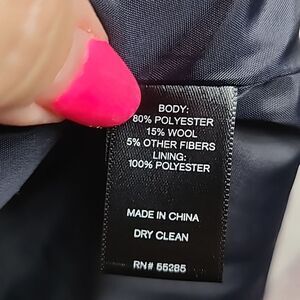 BODY:
80% POLYESTER
15% WOOL
5% OTHER FIBERS
LINING:
100% POLYESTER
MADE IN CHINA
DRY CLEAN
RN# 55285